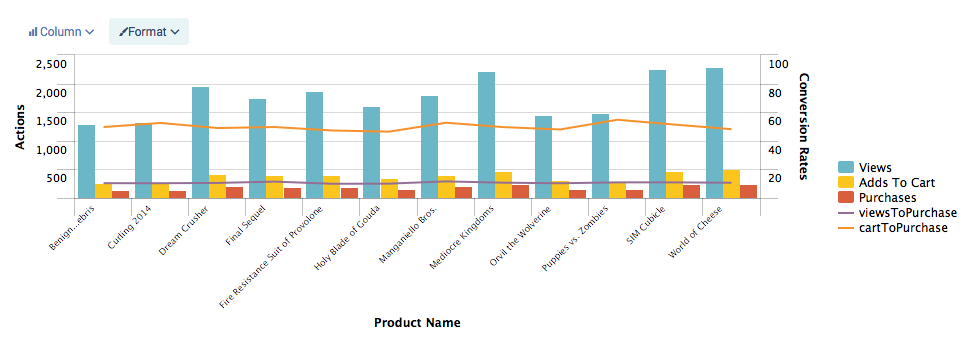 Column
Format
2,500
2,000
1,500
1,000
500
Actions
100
80
60
40
20
Conversion Rates
Benign...ebris
Curling 2014
Dream Crusher
Final Sequel
Fire Resistance Suit of Provolone
Holy Blade of Gouda
Manganiello Bros.
Mediocre Kingdoms
Orvil the Wolverine
Puppies vs. Zombies
SIM Cubicle
World of Cheese
Product Name
Views
Adds To Cart
Purchases
viewsToPurchase
cartToPurchase